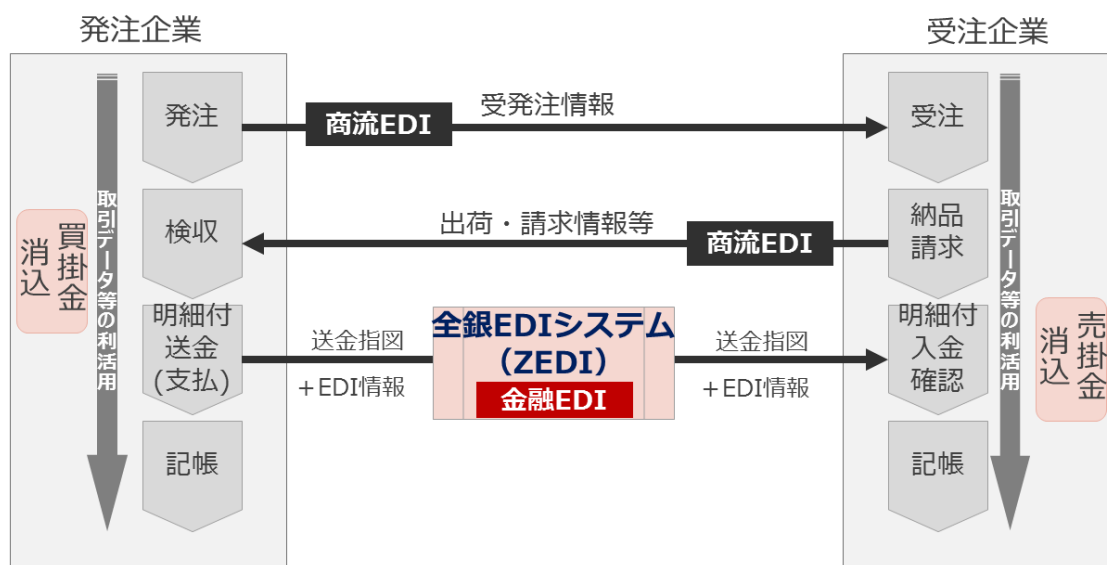 発注企業
受注企業
発注
商流EDI
受発注情報
受注
取引データ等の利活用
買掛金
消込
検収
出荷・請求情報等
商流EDI
納品
請求
取引データ等の利活用
売掛金
消込
明細付
送金
(支払)
送金指図
+EDI情報
全銀EDIシステム
(ZEDI)
金融EDI
送金指図
+EDI情報
明細付
入金
確認
記帳
記帳